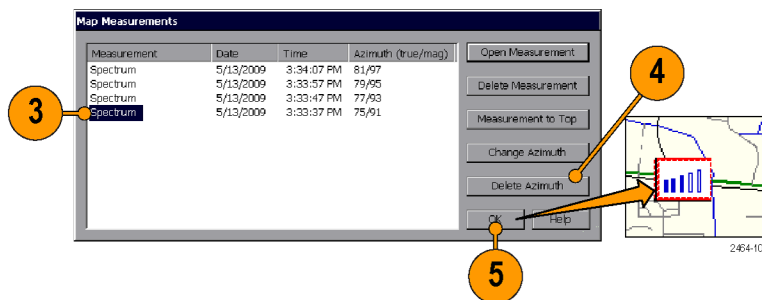 Map Measurements
Measurement Date Time Azimuth (true/mag)
Spectrum 5/13/2009 3:34:07 PM 81/97
Spectrum 5/13/2009 3:33:57 PM 79/95
Spectrum 5/13/2009 3:33:47 PM 77/93
Spectrum 5/13/2009 3:33:37 PM 75/91
Open Measurement
Delete Measurement
Measurement to Top
Change Azimuth
Delete Azimuth
OK Help
3
4
5
2464-10